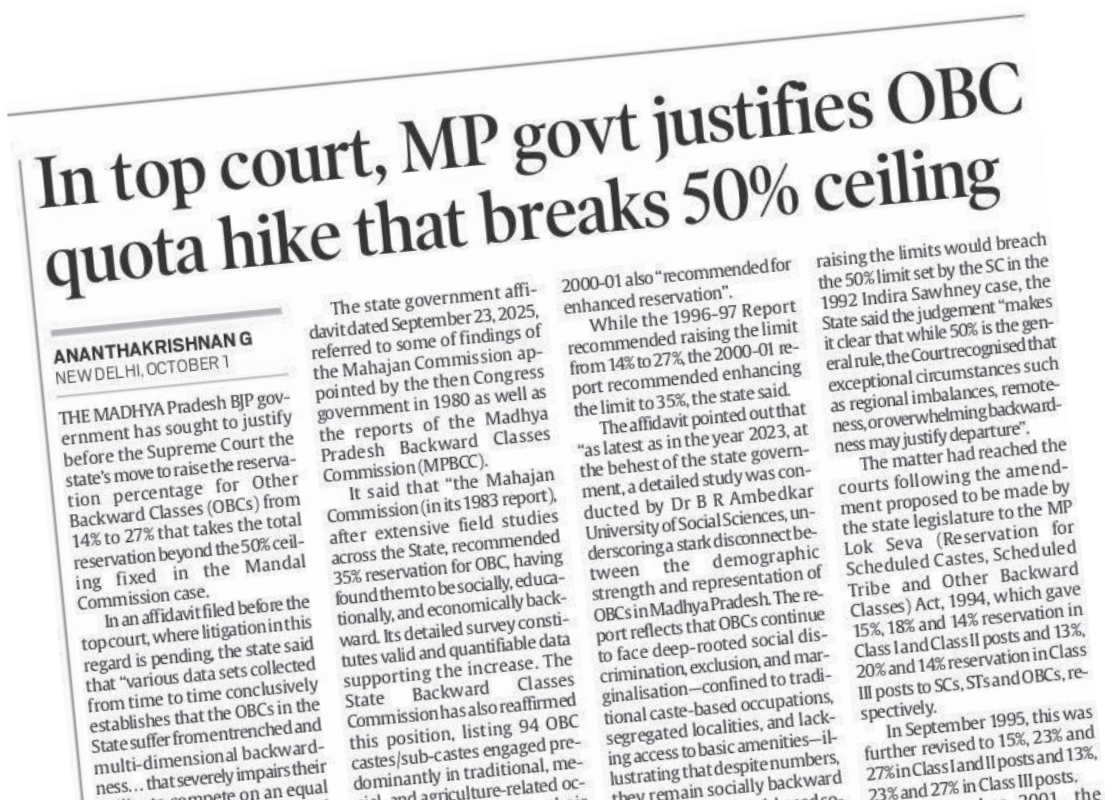 In top court, MP govt justifies OBC
quota hike that breaks 50% ceiling
ANANTHAKRISHNAN G
NEW DELHI, OCTOBER 1
THE MADHYA Pradesh BJP gov-
ernment has sought to justify
before the Supreme Court the
state's move to raise the reserva-
tion percentage for Other
Backward Classes (OBCs) from
14% to 27% that takes the total
reservation beyond the 50% ceil-
ing fixed in the Mandal
Commission case.
In an affidavit filed before the
top court, where litigation in this
regard is pending, the state said
that "various data sets collected
from time to time conclusively
establishes that the OBCs in the
State suffer from entrenched and
multi-dimensional backward-
ness... that severely impairs their
compete on an equal
The state government affi-
davit dated September 23, 2025,
referred to some of findings of
the Mahajan Commission ap-
pointed by the then Congress
government in 1980 as well as
the reports of the Madhya
Pradesh Backward Classes
Commission (MPBCC).
It said that "the Mahajan
Commission (in its 1983 report),
after extensive field studies
across the State, recommended
35% reservation for OBC, having
found them to be socially, educa-
tionally, and economically back-
ward. Its detailed survey consti-
tutes valid and quantifiable data
supporting the increase. The
State Backward Classes
Commission has also reaffirmed
this position, listing 94 OBC
castes/sub-castes engaged pre-
dominantly in traditional, me-
and agriculture-related oc-
2000-01 also "recommended for
enhanced reservation".
While the 1996-97 Report
recommended raising the limit
from 14% to 27%, the 2000-01 re-
port recommended enhancing
the limit to 35%, the state said.
The affidavit pointed out that
"as latest as in the year 2023, at
the behest of the state govern-
ment, a detailed study was con-
ducted by Dr B R Ambedkar
University of Social Sciences, un-
derscoring a stark disconnect be-
tween the demographic
strength and representation of
OBCs in Madhya Pradesh. The re-
port reflects that OBCs continue
to face deep-rooted social dis-
crimination, exclusion, and mar-
ginalisation—confined to tradi-
tional caste-based occupations,
segregated localities, and lack-
ing access to basic amenities—il-
lustrating that despite numbers,
they remain socially backward
raising the limits would breach
the 50% limit set by the SC in the
1992 Indira Sawhney case, the
State said the judgement "makes
it clear that while 50% is the gen-
eral rule, the Court recognised that
exceptional circumstances such
as regional imbalances, remote-
ness, or overwhelming backward-
ness may justify departure".
The matter had reached the
courts following the amend-
ment proposed to be made by
the state legislature to the MP
Lok Seva (Reservation for
Scheduled Castes, Scheduled
Tribe and Other Backward
Classes) Act, 1994, which gave
15%, 18% and 14% reservation in
Class I and Class II posts and 13%,
20% and 14% reservation in Class
III posts to SCs, STs and OBCs, re-
spectively.
In September 1995, this was
further revised to 15%, 23% and
27% in Class I and II posts and 13%,
23% and 27% in Class III posts.
2001, the